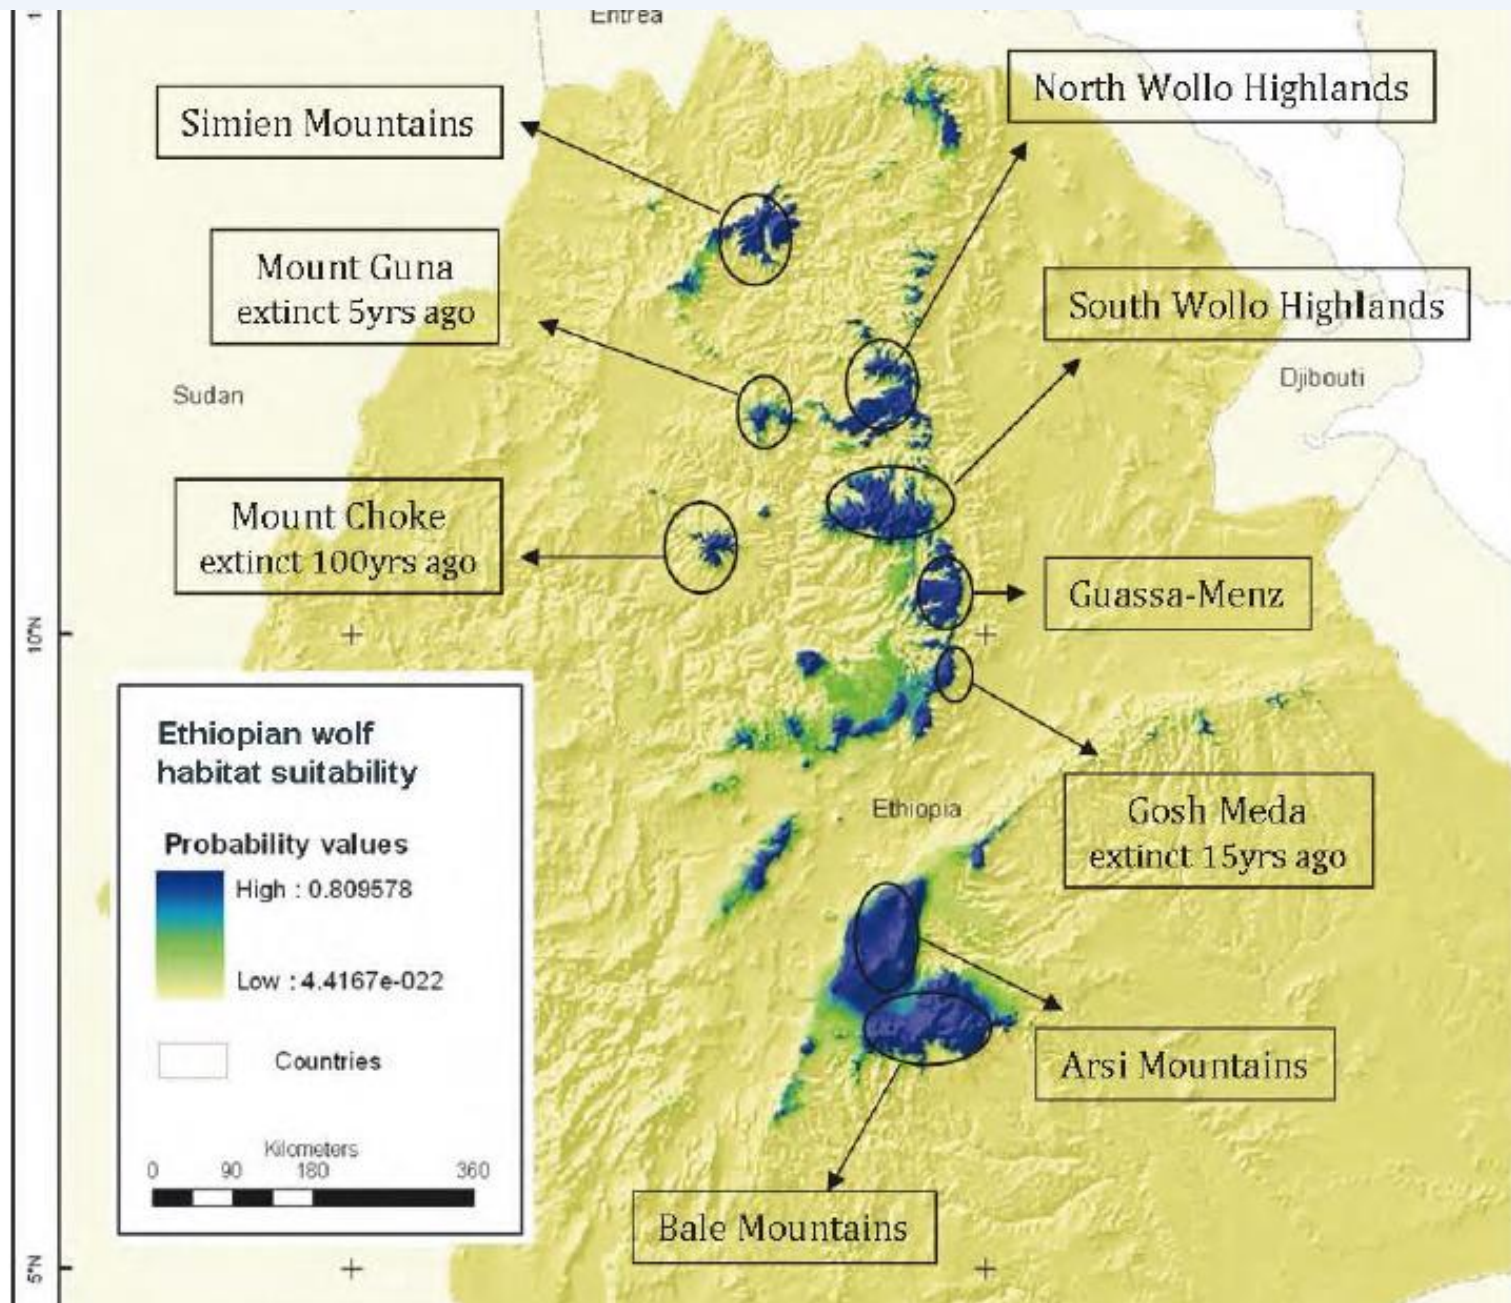 Eritrea
North Wollo Highlands
Simien Mountains
Mount Guna
extinct 5yrs ago
South Wollo Highlands
Djibouti
Sudan
Mount Choke
extinct 100yrs ago
Guassa-Menz
10°N
Ethiopian wolf
habitat suitability
Probability values
High : 0.809578
Low : 4.4167e-022
Countries
Kilometers
0 90 180 360
Ethiopia
Gosh Meda
extinct 15yrs ago
Arsi Mountains
Bale Mountains
5°N